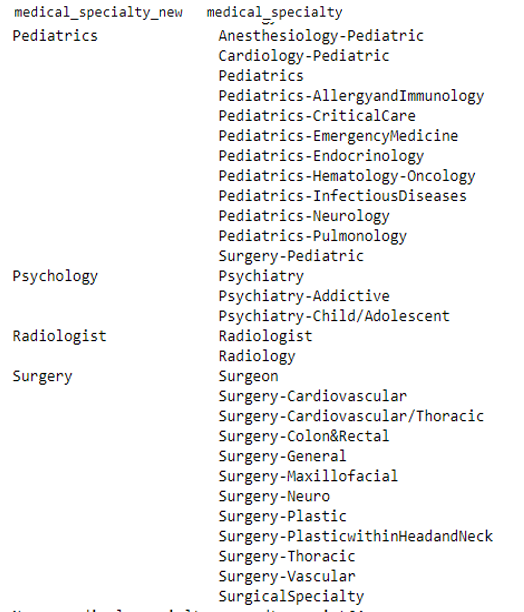 medical_specialty_new medical_specialty
Pediatrics Anesthesiology-Pediatric
Cardiology-Pediatric
Pediatrics
Pediatrics-AllergyandImmunology
Pediatrics-CriticalCare
Pediatrics-EmergencyMedicine
Pediatrics-Endocrinology
Pediatrics-Hematology-Oncology
Pediatrics-InfectiousDiseases
Pediatrics-Neurology
Pediatrics-Pulmonology
Surgery-Pediatric
Psychology Psychiatry
Psychiatry-Addictive
Psychiatry-Child/Adolescent
Radiologist Radiologist
Radiology
Surgery Surgeon
Surgery-Cardiovascular
Surgery-Cardiovascular/Thoracic
Surgery-Colon&Rectal
Surgery-General
Surgery-Maxillofacial
Surgery-Neuro
Surgery-Plastic
Surgery-PlasticwithinHeadandNeck
Surgery-Thoracic
Surgery-Vascular
SurgicalSpecialty